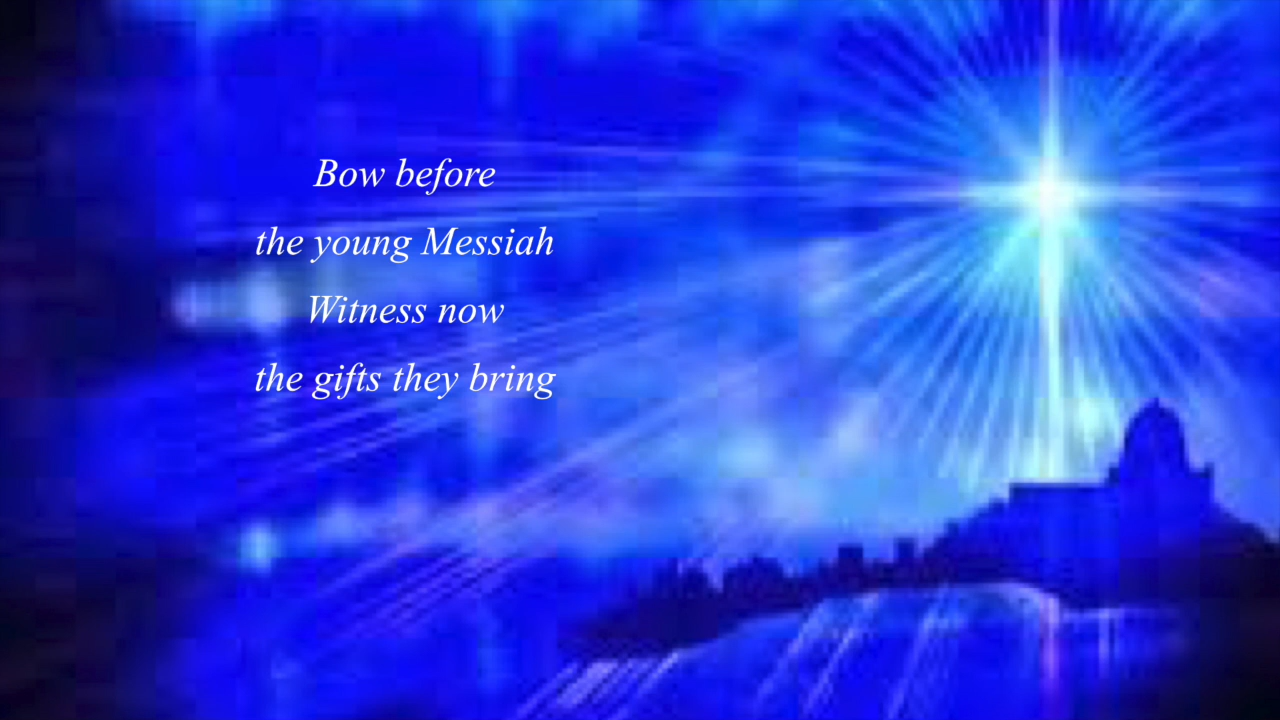 Bow before
the young Messiah
Witness now
the gifts they bring